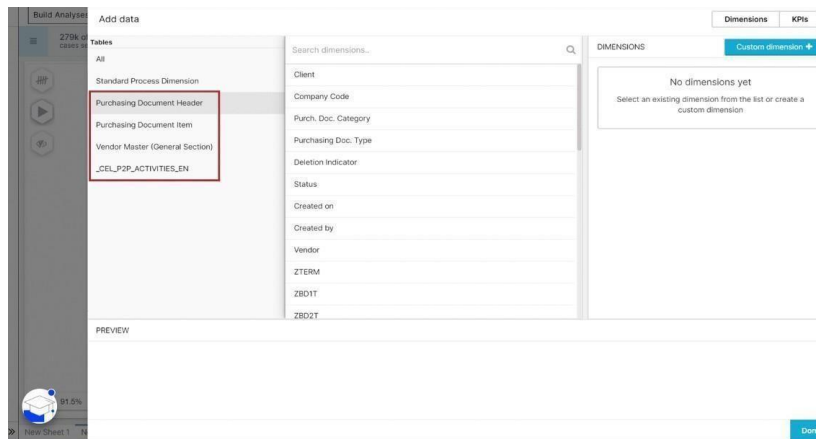 Build Analyses
Add data
Dimensions
KPIs
279k of
cases se
Tables
All
Standard Process Dimension
Purchasing Document Header
Purchasing Document Item
Vendor Master (General Section)
_CEL_P2P_ACTIVITIES_EN
Search dimensions...
Client
Company Code
Purch. Doc. Category
Purchasing Doc. Type
Deletion Indicator
Status
Created on
Created by
Vendor
ZTERM
ZBD1T
ZBD2T
DIMENSIONS
Custom dimension +
No dimensions yet
Select an existing dimension from the list or create a
custom dimension
PREVIEW
91.5%
New Sheet 1
Don